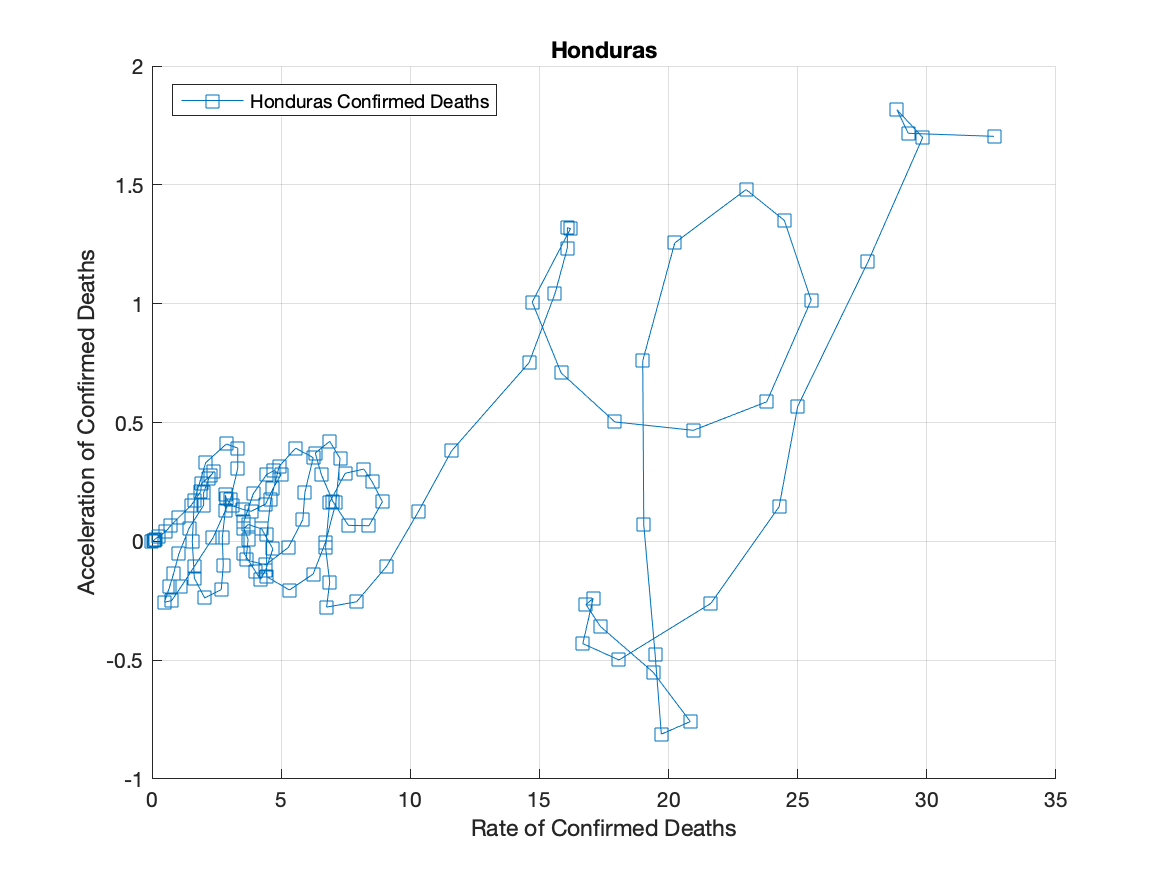 Honduras
Honduras Confirmed Deaths
2
1.5
1
0.5
0
-0.5
-1
Acceleration of Confirmed Deaths
0 5 10 15 20 25 30 35
Rate of Confirmed Deaths